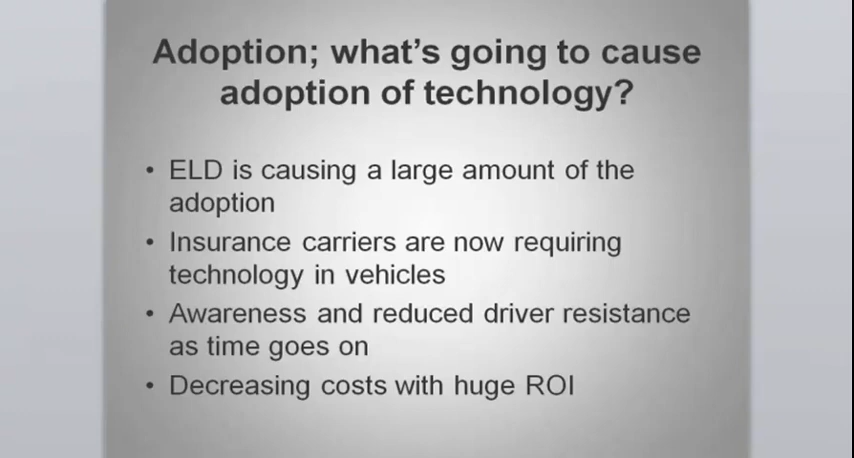 Adoption; what's going to cause
adoption of technology?
• ELD is causing a large amount of the
adoption
• Insurance carriers are now requiring
technology in vehicles
• Awareness and reduced driver resistance
as time goes on
• Decreasing costs with huge ROI